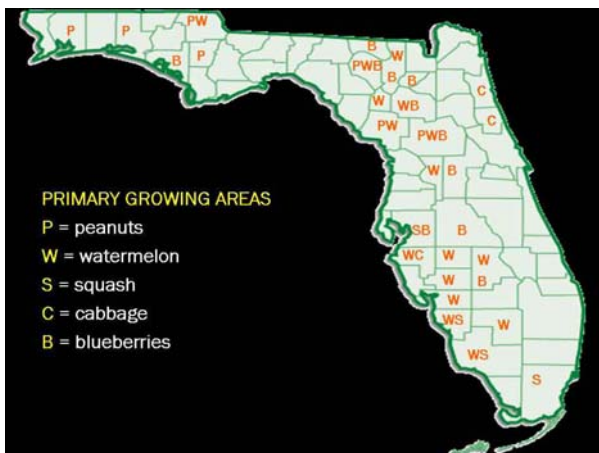 PW
P
P
P
B
B
W
PWB
B
B
C
W
WB
C
PW
PWB
W
B
PRIMARY GROWING AREAS
P = peanuts
W = watermelon
S = squash
C = cabbage
B = blueberries
SB
B
WC
W
W
W
B
W
WS
W
WS
S